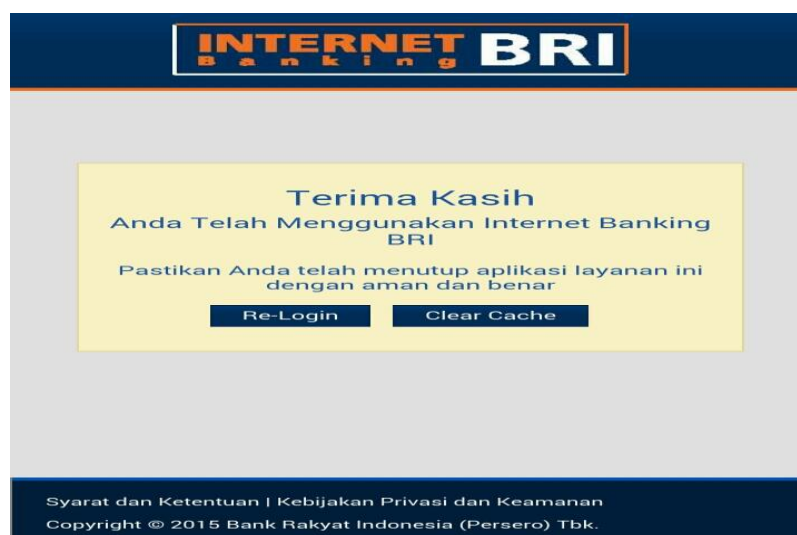 INTERNET BRI
Banking
Terima Kasih
Anda Telah Menggunakan Internet Banking
BRI
Pastikan Anda telah menutup aplikasi layanan ini
dengan aman dan benar
Re-Login Clear Cache
Syarat dan Ketentuan | Kebijakan Privasi dan Keamanan
Copyright © 2015 Bank Rakyat Indonesia (Persero) Tbk.